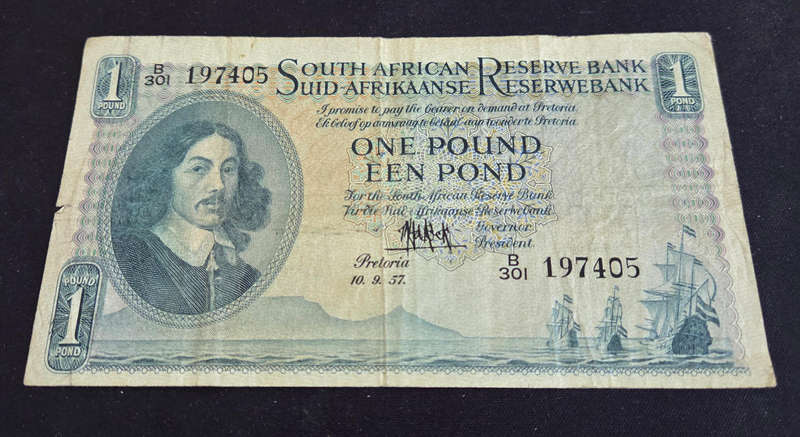 1
POUND
B/301 197405
SOUTH AFRICAN RESERVE BANK
SUID-AFRIKAANSE RESERWEBANK
1
POND
I promise to pay the bearer on demand at Pretoria
Ek beloof op aanvraag te betaal aan toonder te Pretoria
ONE POUND
EEN POND
For the South African Reserve Bank
Vir die Suid-Afrikaanse Reserwebank
Governor
President.
Pretoria
10. 9. 57.
B/301 197405
POUND
1
POND